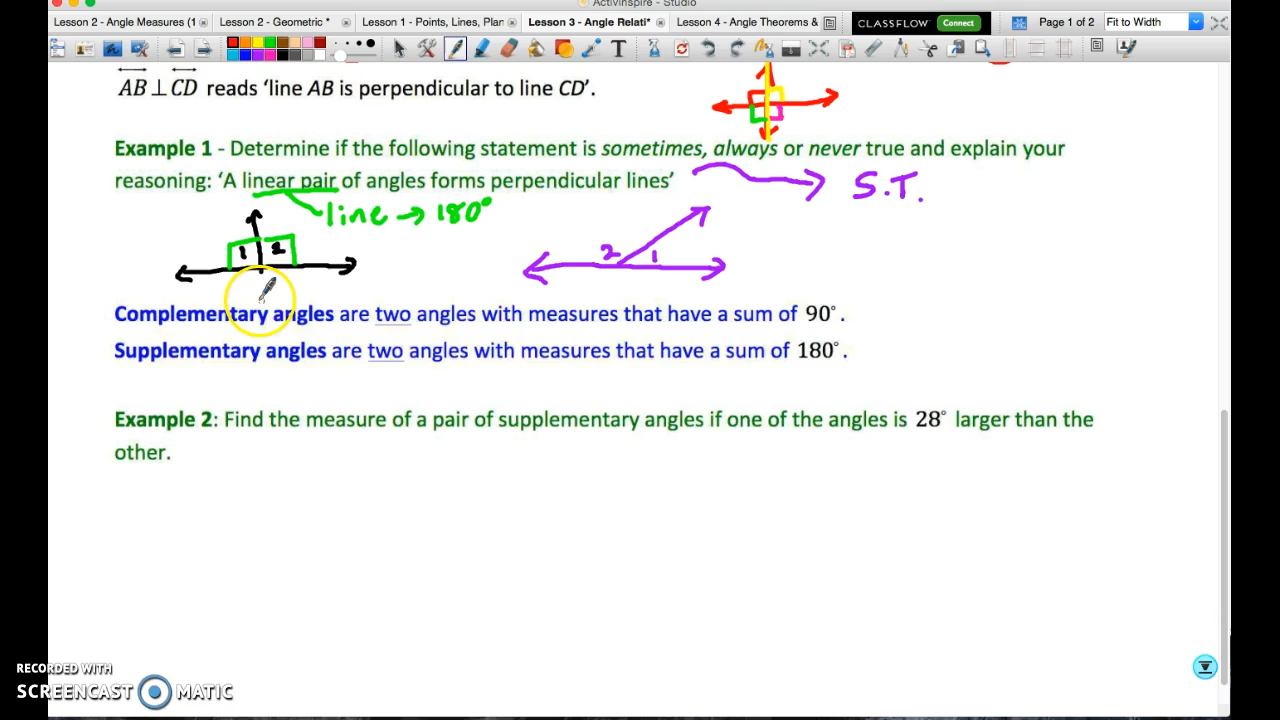 ActivInspire - Studio
Lesson 2 - Angle Measures (1
Lesson 2 - Geometric *
Lesson 1 - Points, Lines, Plan
Lesson 3 - Angle Relati*
Lesson 4 - Angle Theorems &
CLASSFLOW Connect
Page 1 of 2
Fit to Width
AB ⊥ CD reads ‘line AB is perpendicular to line CD’.
Example 1 - Determine if the following statement is sometimes, always or never true and explain your
reasoning: ‘A linear pair of angles forms perpendicular lines’
S.T.
line → 180°
1 2
2 1
Complementary angles are two angles with measures that have a sum of 90°.
Supplementary angles are two angles with measures that have a sum of 180°.
Example 2: Find the measure of a pair of supplementary angles if one of the angles is 28° larger than the
other.
RECORDED WITH
SCREENCAST MATIC